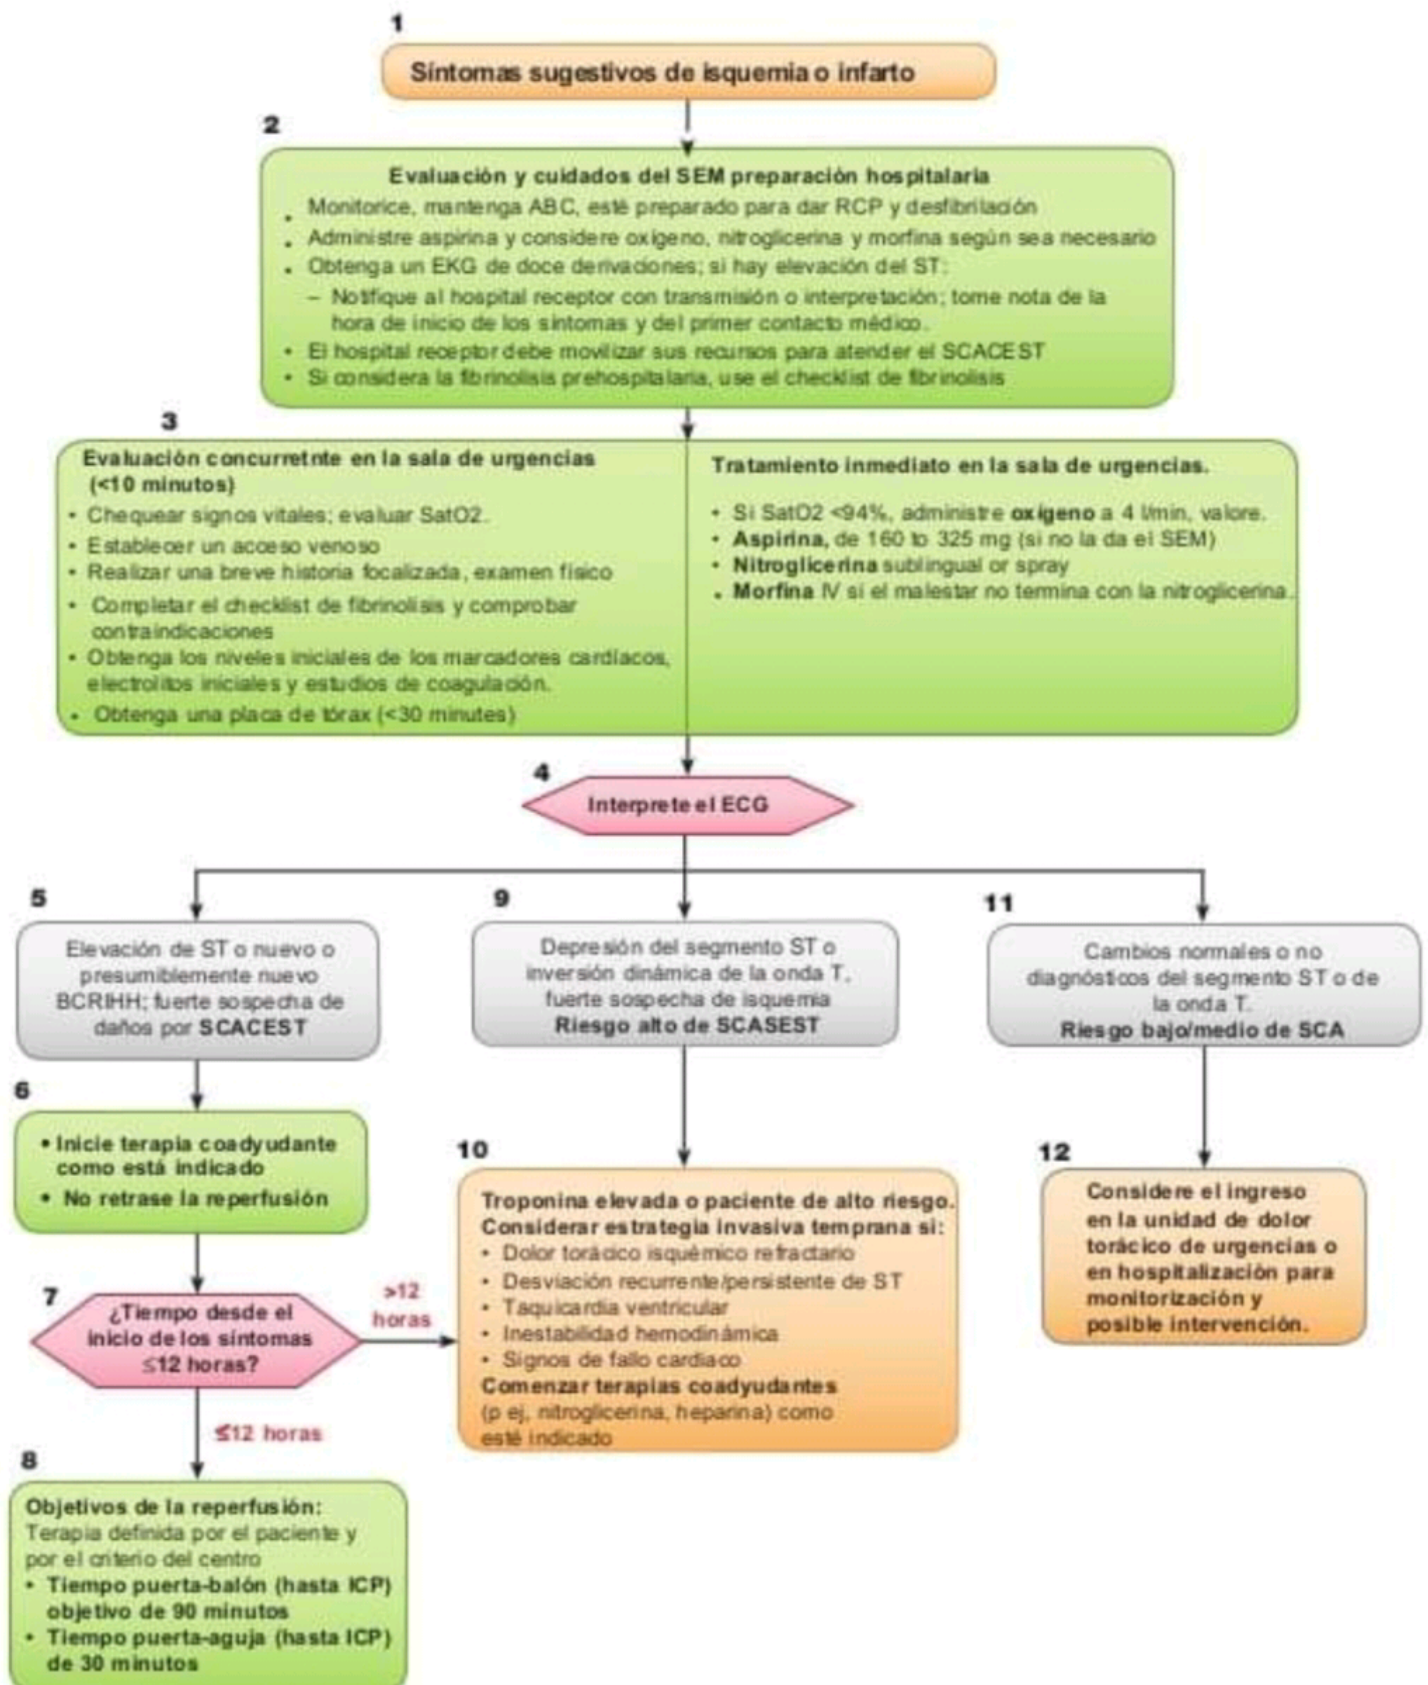 1
Síntomas sugestivos de isquemia o infarto
2
Evaluación y cuidados del SEM preparación hospitalaria
. Monitorice, mantenga ABC, esté preparado para dar RCP y desfibrilación
. Administre aspirina y considere oxígeno, nitroglicerina y morfina según sea necesario
• Obtenga un EKG de doce derivaciones; si hay elevación del ST:
– Notifique al hospital receptor con transmisión o interpretación; tome nota de la
hora de inicio de los síntomas y del primer contacto médico.
• El hospital receptor debe movilizar sus recursos para atender el SCACEST
• Si considera la fibrinolisis prehospitalaria, use el checklist de fibrinolisis
3
Evaluación concurretnte en la sala de urgencias
(<10 minutos)
• Chequear signos vitales; evaluar SatO2.
• Establecer un acceso venoso
• Realizar una breve historia focalizada, examen físico
• Completar el checklist de fibrinolisis y comprobar
contraindicaciones
• Obtenga los niveles iniciales de los marcadores cardíacos,
electrolitos iniciales y estudios de coagulación.
• Obtenga una placa de tórax (<30 minutes)
Tratamiento inmediato en la sala de urgencias.
• Si SatO2 <94%, administre oxígeno a 4 l/min, valore.
• Aspirina, de 160 to 325 mg (si no la da el SEM)
• Nitroglicerina sublingual or spray
. Morfina IV si el malestar no termina con la nitroglicerina.
4
Interprete el ECG
5
Elevación de ST o nuevo o
presumiblemente nuevo
BCRIHH; fuerte sospecha de
daños por SCACEST
6
• Inicie terapia coadyudante
como está indicado
• No retrase la reperfusión
7
¿Tiempo desde el
inicio de los síntomas
≤12 horas?
>12
horas
≤12 horas
8
Objetivos de la reperfusión:
Terapia definida por el paciente y
por el criterio del centro
• Tiempo puerta-balón (hasta ICP)
objetivo de 90 minutos
• Tiempo puerta-aguja (hasta ICP)
de 30 minutos
9
Depresión del segmento ST o
inversión dinámica de la onda T.
fuerte sospecha de isquemia
Riesgo alto de SCASEST
10
Troponina elevada o paciente de alto riesgo.
Considerar estrategia invasiva temprana si:
• Dolor torácico isquémico refractario
• Desviación recurrente/persistente de ST
• Taquicardia ventricular
• Inestabilidad hemodinámica
• Signos de fallo cardiaco
Comenzar terapias coadyudantes
(p ej, nitroglicerina, heparina) como
esté indicado
11
Cambios normales o no
diagnósticos del segmento ST o de
la onda T.
Riesgo bajo/medio de SCA
12
Considere el ingreso
en la unidad de dolor
torácico de urgencias o
en hospitalización para
monitorización y
posible intervención.